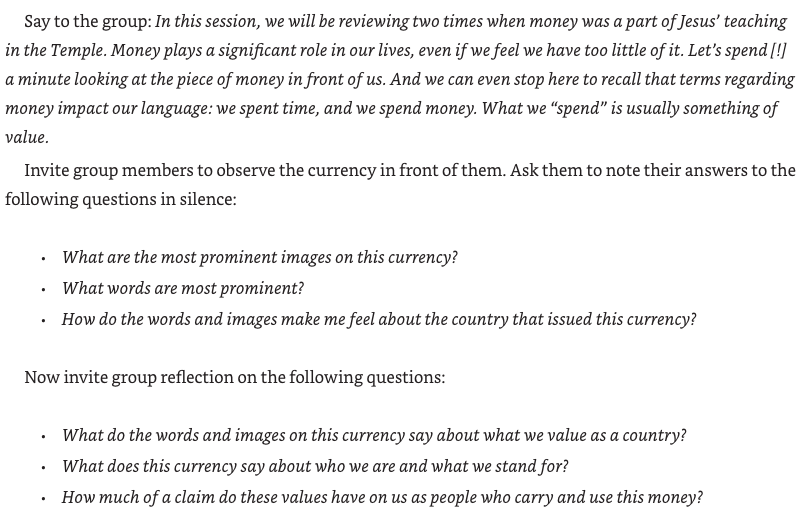 Say to the group: In this session, we will be reviewing two times when money was a part of Jesus’ teaching
in the Temple. Money plays a significant role in our lives, even if we feel we have too little of it. Let’s spend [!]
a minute looking at the piece of money in front of us. And we can even stop here to recall that terms regarding
money impact our language: we spent time, and we spend money. What we “spend” is usually something of
value.
Invite group members to observe the currency in front of them. Ask them to note their answers to the
following questions in silence:
• What are the most prominent images on this currency?
• What words are most prominent?
• How do the words and images make me feel about the country that issued this currency?
Now invite group reflection on the following questions:
• What do the words and images on this currency say about what we value as a country?
• What does this currency say about who we are and what we stand for?
• How much of a claim do these values have on us as people who carry and use this money?